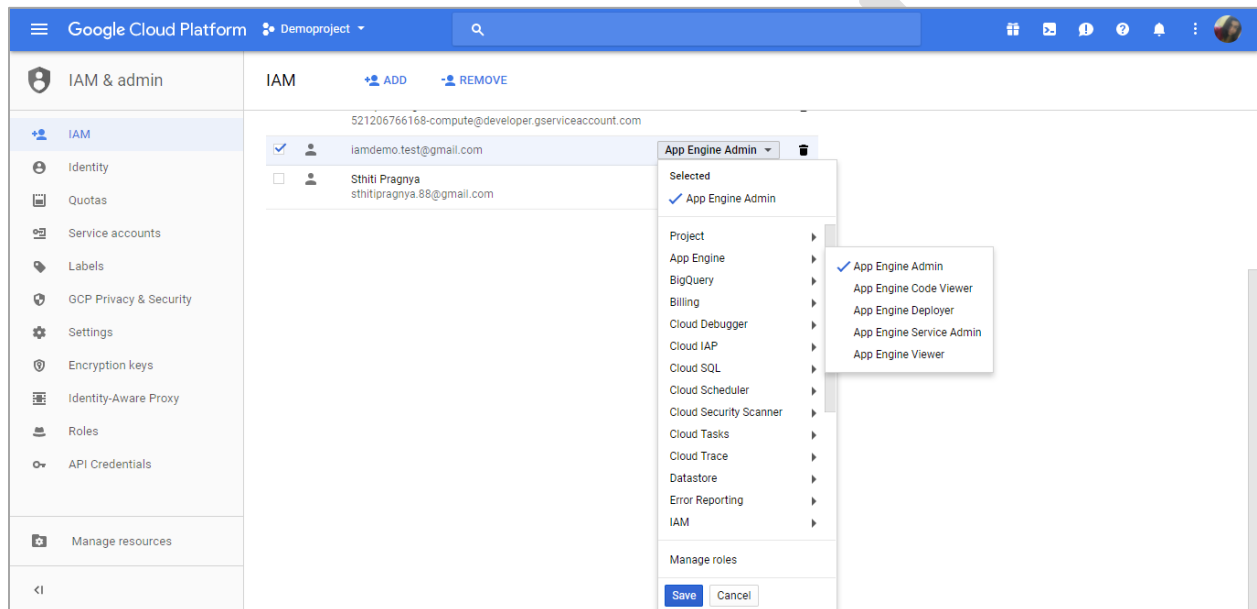 Google Cloud Platform
Demoproject
IAM & admin
IAM
ADD
REMOVE
IAM
Identity
Quotas
Service accounts
Labels
GCP Privacy & Security
Settings
Encryption keys
Identity-Aware Proxy
Roles
API Credentials
Manage resources
521206766168-compute@developer.gserviceaccount.com
iamdemo.test@gmail.com
App Engine Admin
Sthiti Pragnya
sthitipragnya.88@gmail.com
Selected
App Engine Admin
Project
App Engine
BigQuery
Billing
Cloud Debugger
Cloud IAP
Cloud SQL
Cloud Scheduler
Cloud Security Scanner
Cloud Tasks
Cloud Trace
Datastore
Error Reporting
IAM
Manage roles
Save
Cancel
App Engine Admin
App Engine Code Viewer
App Engine Deployer
App Engine Service Admin
App Engine Viewer